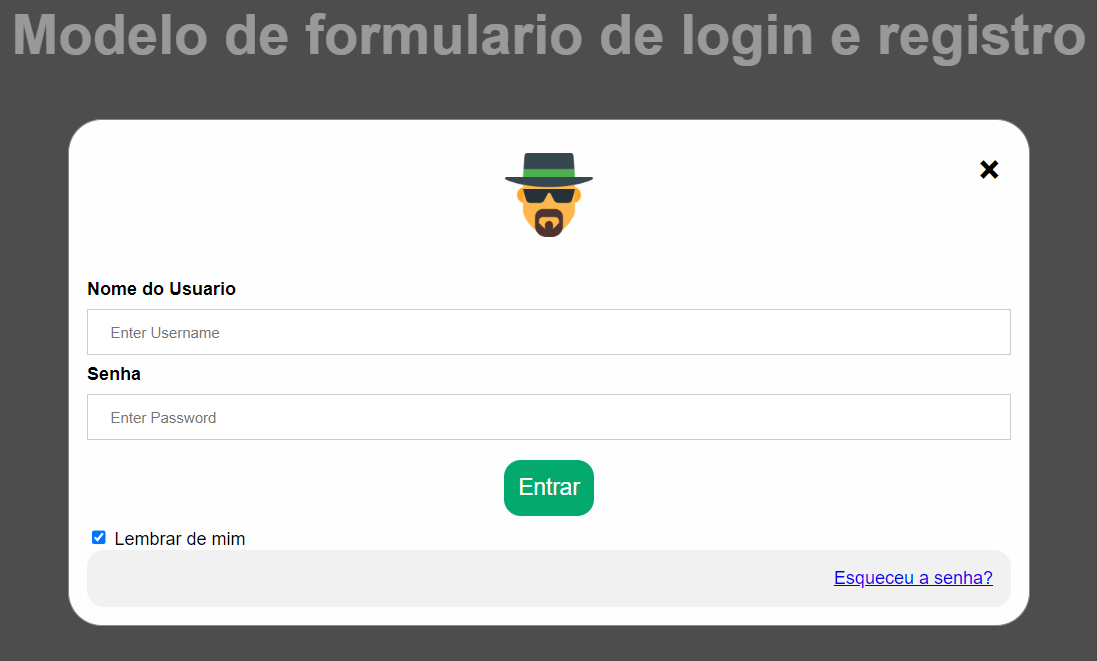 Modelo de formulario de login e registro
×
Nome do Usuario
Enter Username
Senha
Enter Password
Entrar
Lembrar de mim
Esqueceu a senha?